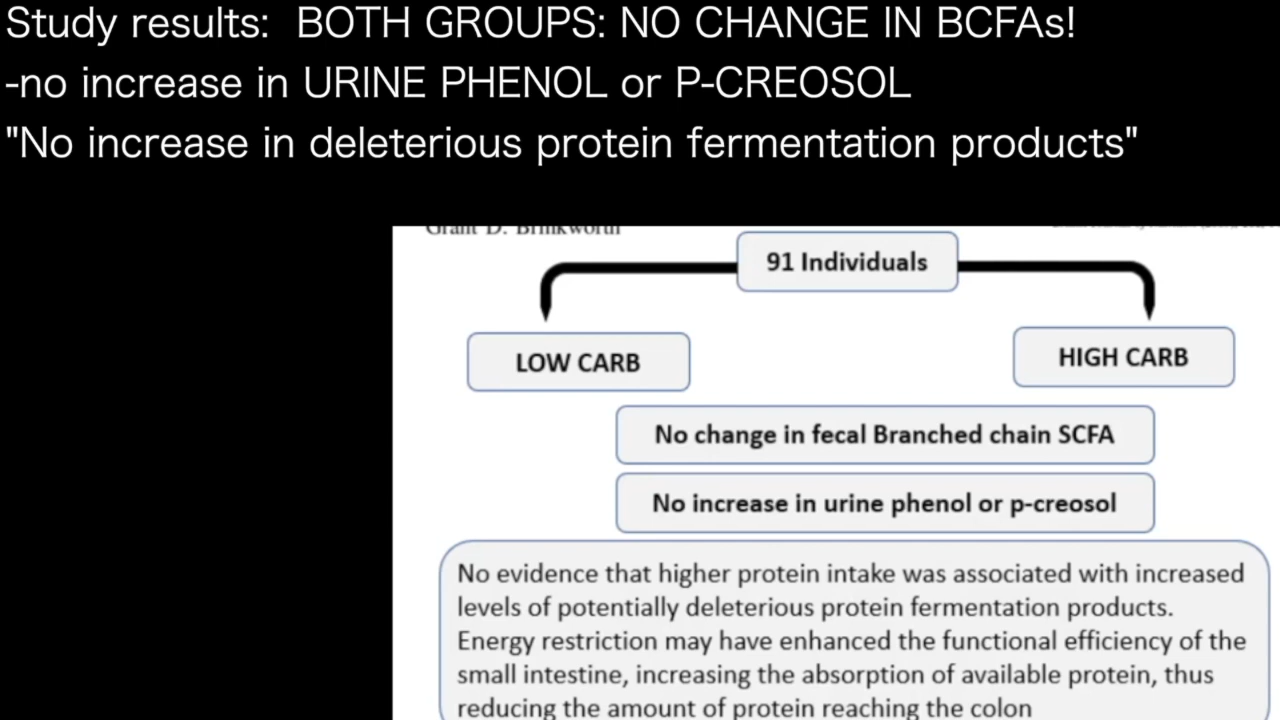 Study results:  BOTH GROUPS: NO CHANGE IN BCFAs!
-no increase in URINE PHENOL or P-CREOSOL
"No increase in deleterious protein fermentation products"
Grant D. Brinkworth
91 Individuals
LOW CARB
HIGH CARB
No change in fecal Branched chain SCFA
No increase in urine phenol or p-creosol
No evidence that higher protein intake was associated with increased
levels of potentially deleterious protein fermentation products.
Energy restriction may have enhanced the functional efficiency of the
small intestine, increasing the absorption of available protein, thus
reducing the amount of protein reaching the colon